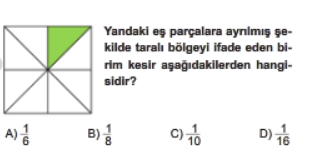 Yandaki eş parçalara ayrılmış şe-
kilde taralı bölgeyi ifade eden bi-
rim kesir aşağıdakilerden hangi-
sidir?
A) 1/6 B) 1/8 C) 1/10 D) 1/16